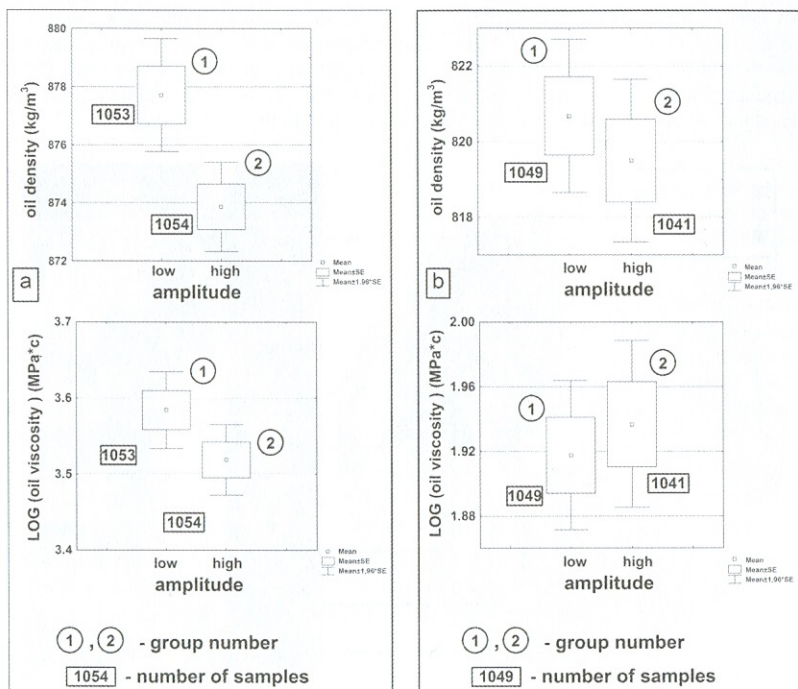 880
878
876
874
872
oil density (kg/m³)
1
1053
2
1054
low high
amplitude
Mean
Mean±SE
Mean±1,96*SE
a
3.7
3.6
3.5
3.4
LOG (oil viscosity ) (MPa*c)
1
1053
2
1054
low high
amplitude
Mean
Mean±SE
Mean±1,96*SE
1 , 2 - group number
1054 - number of samples
822
820
818
oil density (kg/m³)
1
1049
2
1041
low high
amplitude
Mean
Mean±SE
Mean±1,96*SE
b
2.00
1.96
1.92
1.88
LOG (oil viscosity ) (MPa*c)
1
1049
2
1041
low high
amplitude
Mean
Mean±SE
Mean±1,96*SE
1 , 2 - group number
1049 - number of samples